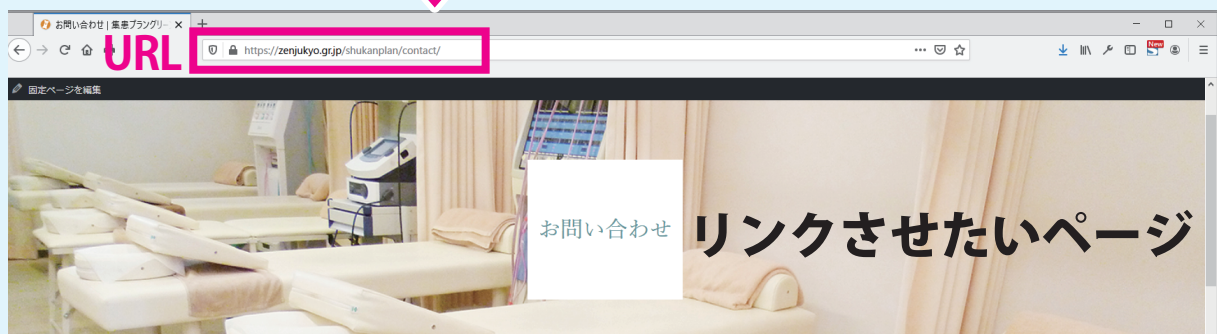 お問い合わせ | 集患プラングリー
URL
https://zenjukyo.gr.jp/shukanplan/contact/
New
固定ページを編集
お問い合わせ
リンクさせたいページ